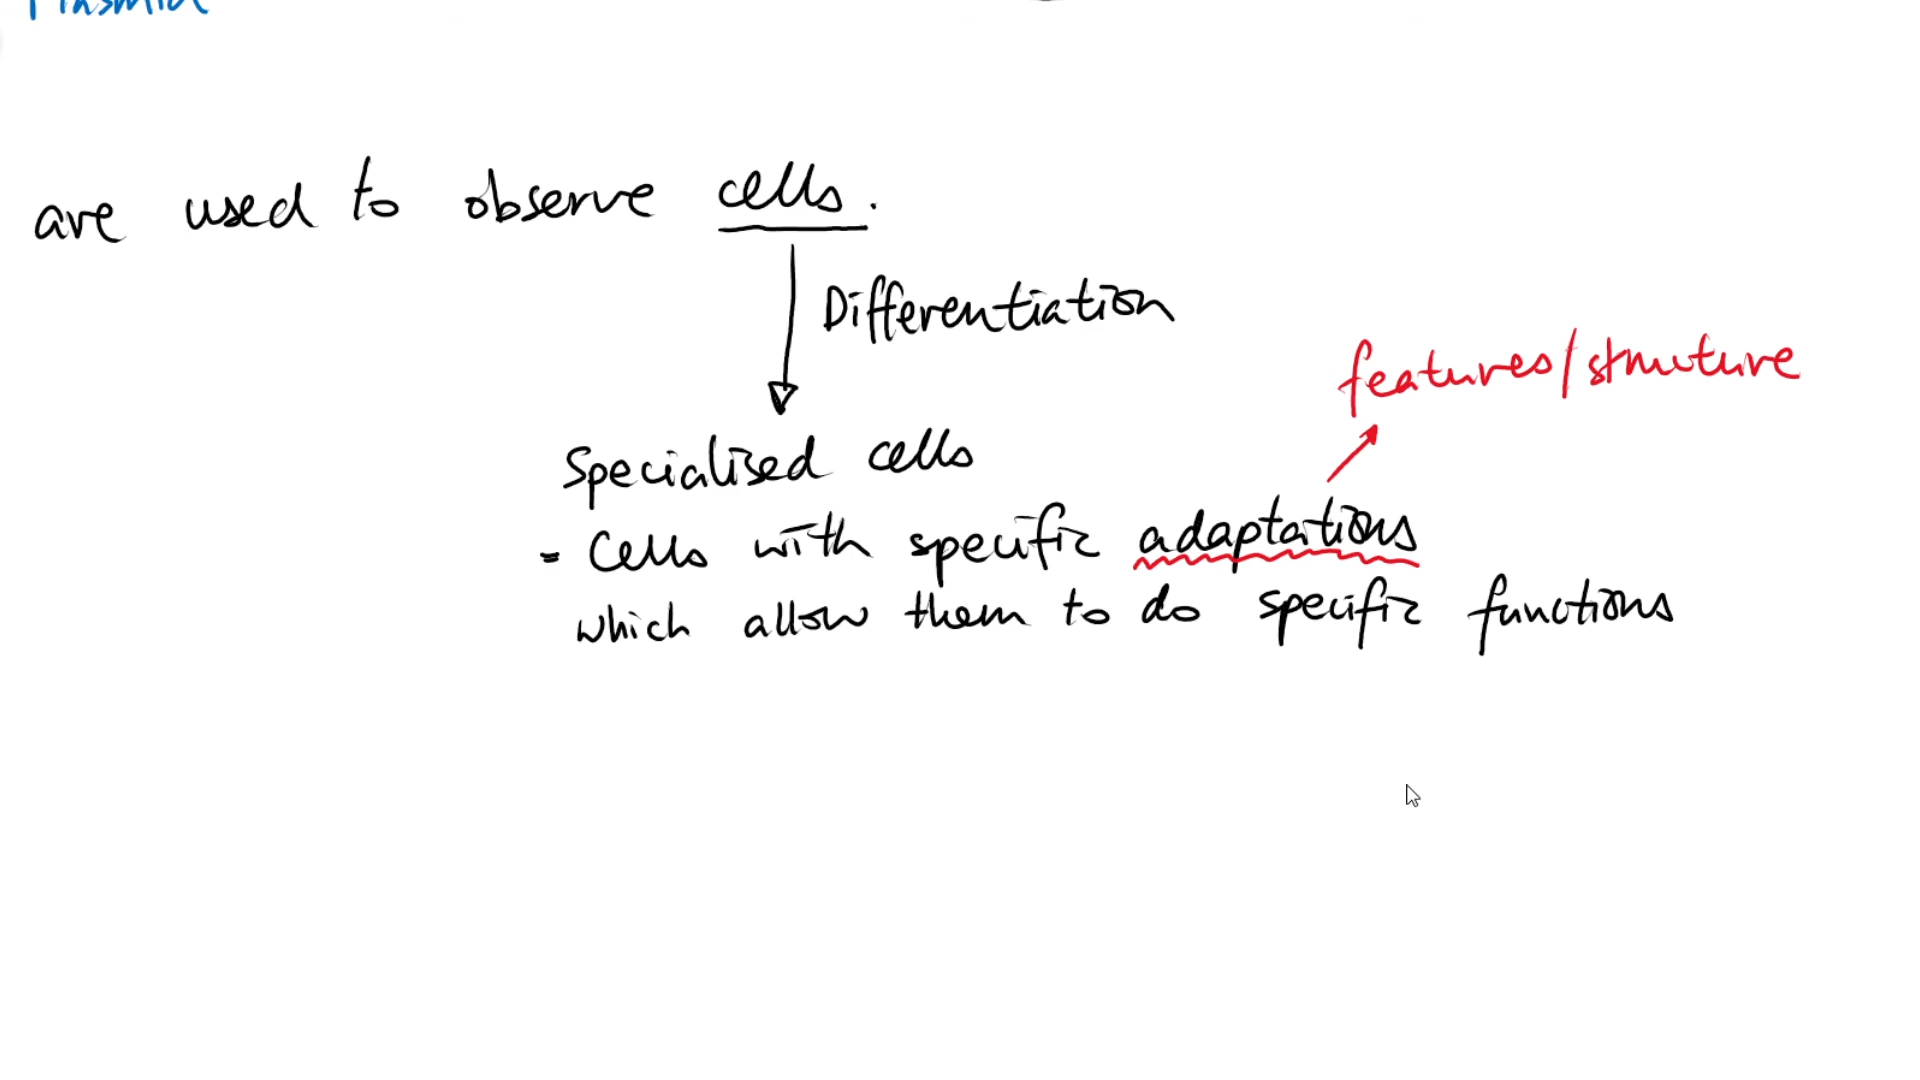 Plasmid
are used to observe cells.
Differentiation
features/structure
Specialised cells
= Cells with specific adaptations
which allow them to do specific functions